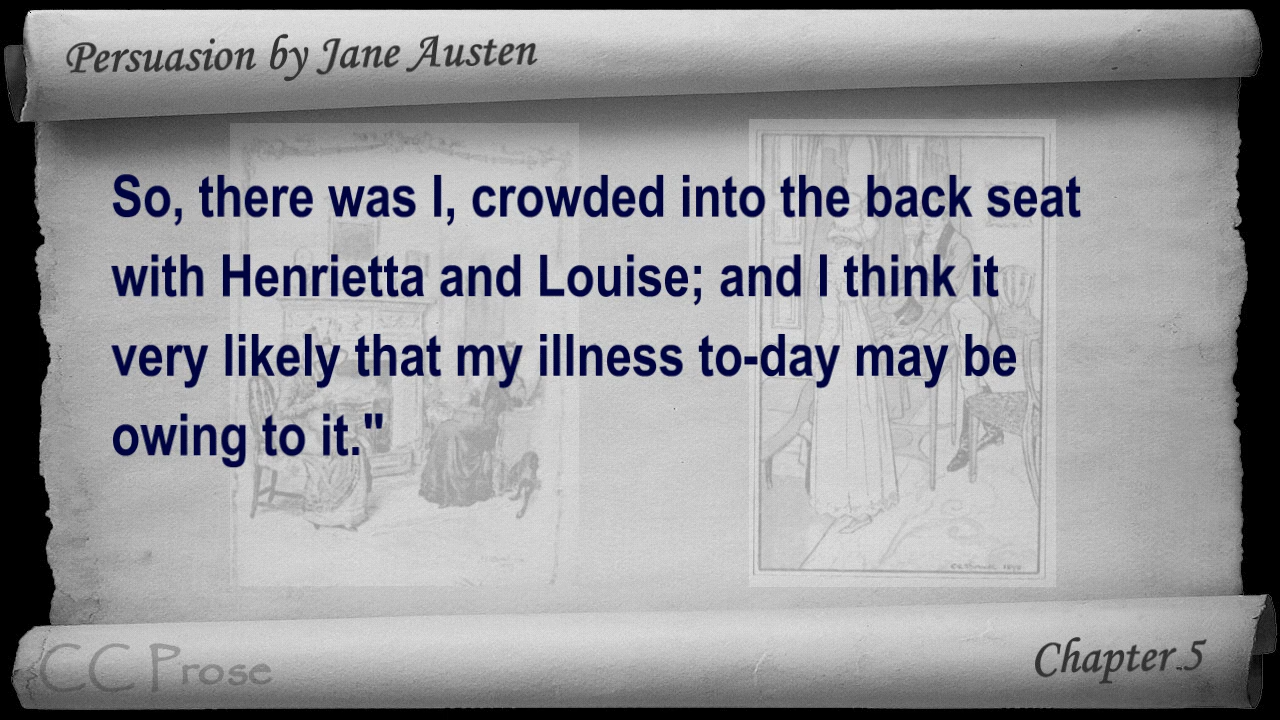 Persuasion by Jane Austen
So, there was I, crowded into the back seat
with Henrietta and Louise; and I think it
very likely that my illness to-day may be
owing to it."
CC Prose
Chapter 5